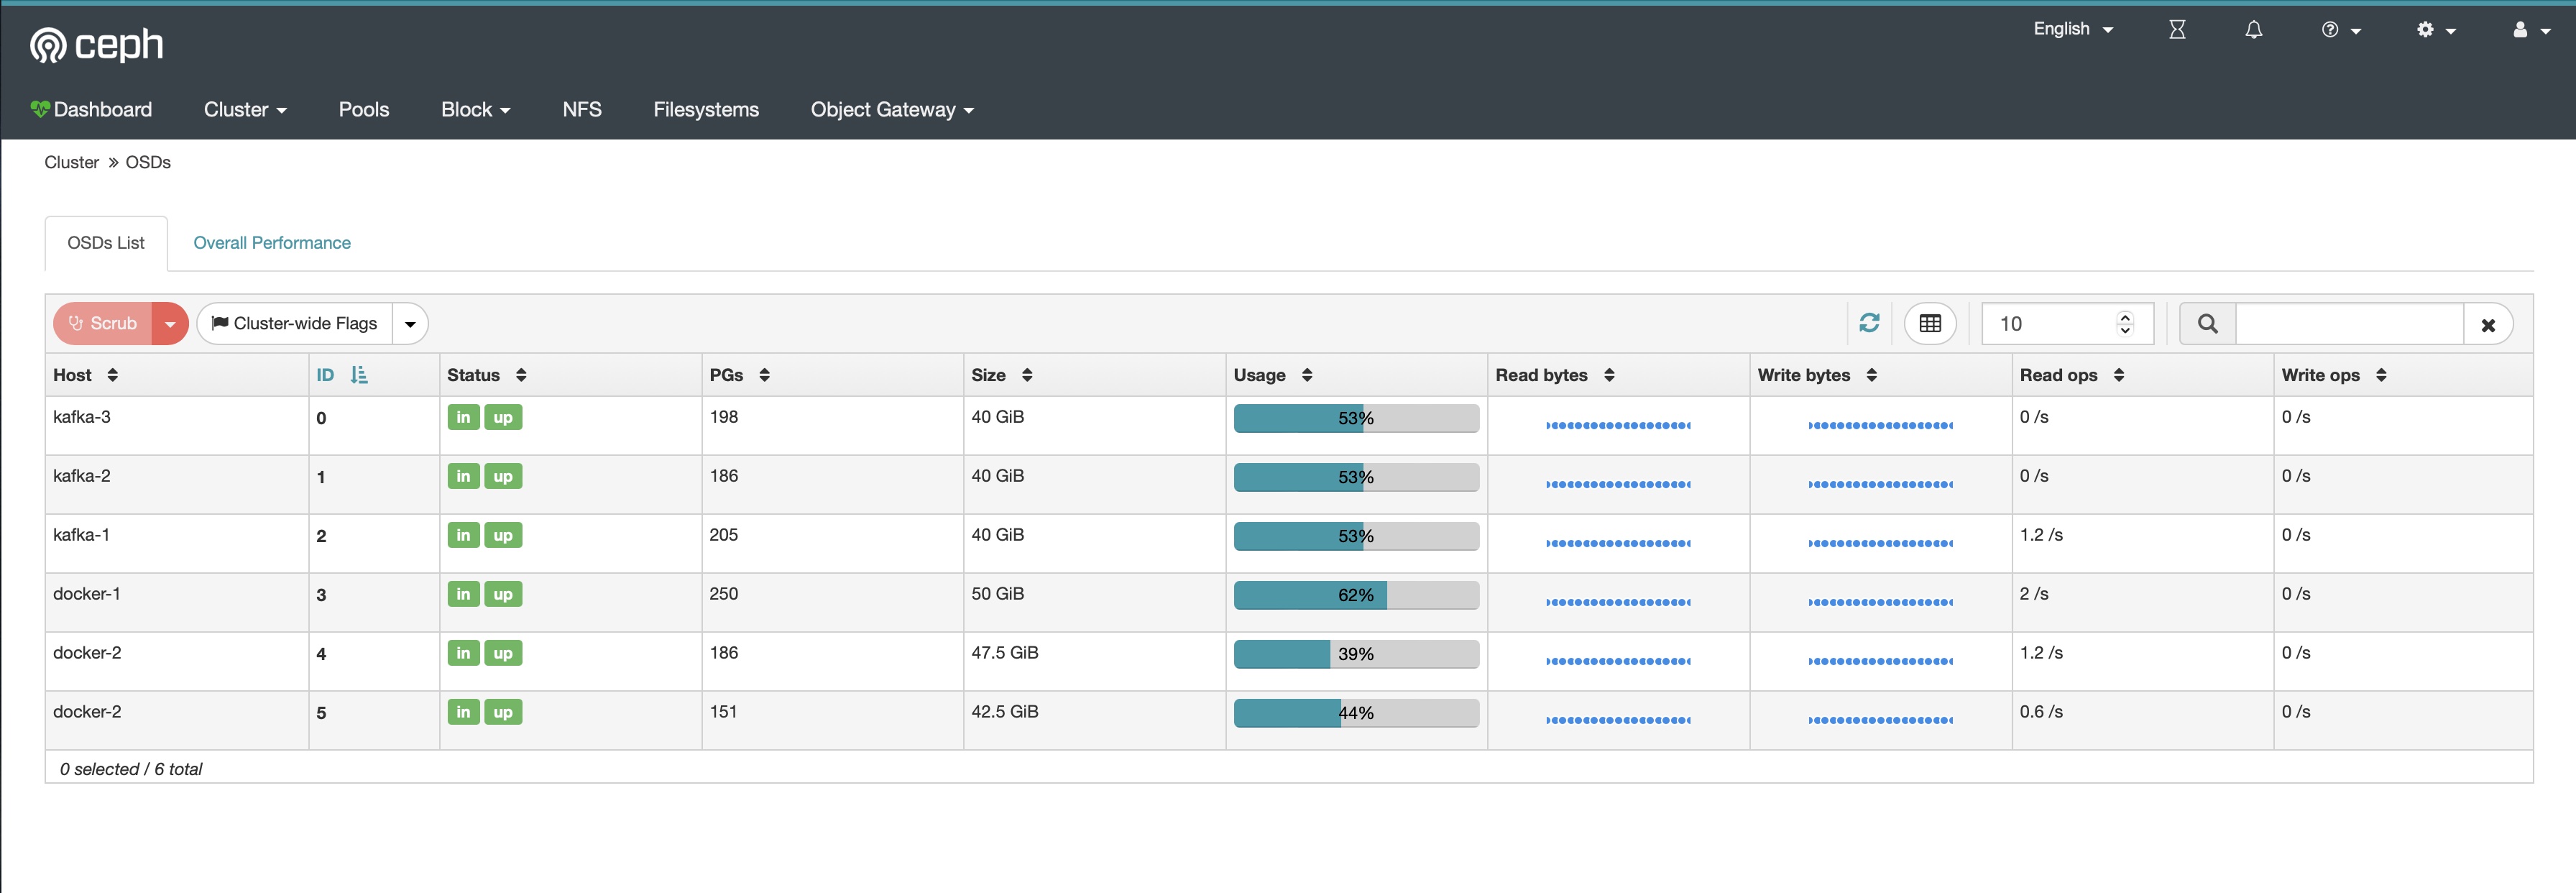 ceph
English
Dashboard Cluster Pools Block NFS Filesystems Object Gateway
Cluster » OSDs
OSDs List Overall Performance
Scrub Cluster-wide Flags 10
Host ID Status PGs Size Usage Read bytes Write bytes Read ops Write ops
kafka-3 0 in up 198 40 GiB 53% 0 /s 0 /s
kafka-2 1 in up 186 40 GiB 53% 0 /s 0 /s
kafka-1 2 in up 205 40 GiB 53% 1.2 /s 0 /s
docker-1 3 in up 250 50 GiB 62% 2 /s 0 /s
docker-2 4 in up 186 47.5 GiB 39% 1.2 /s 0 /s
docker-2 5 in up 151 42.5 GiB 44% 0.6 /s 0 /s
0 selected / 6 total